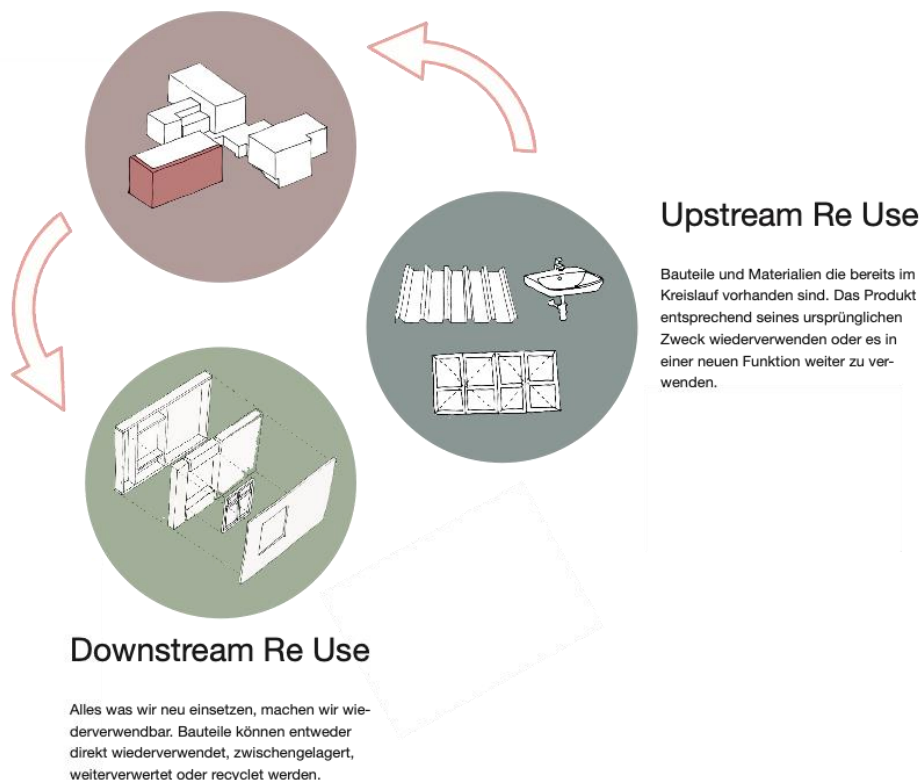 Upstream Re Use
Bauteile und Materialien die bereits im
Kreislauf vorhanden sind. Das Produkt
entsprechend seines ursprünglichen
Zweck wiederverwenden oder es in
einer neuen Funktion weiter zu ver-
wenden.
Downstream Re Use
Alles was wir neu einsetzen, machen wir wie-
derverwendbar. Bauteile können entweder
direkt wiederverwendet, zwischengelagert,
weiterverwertet oder recyclet werden.